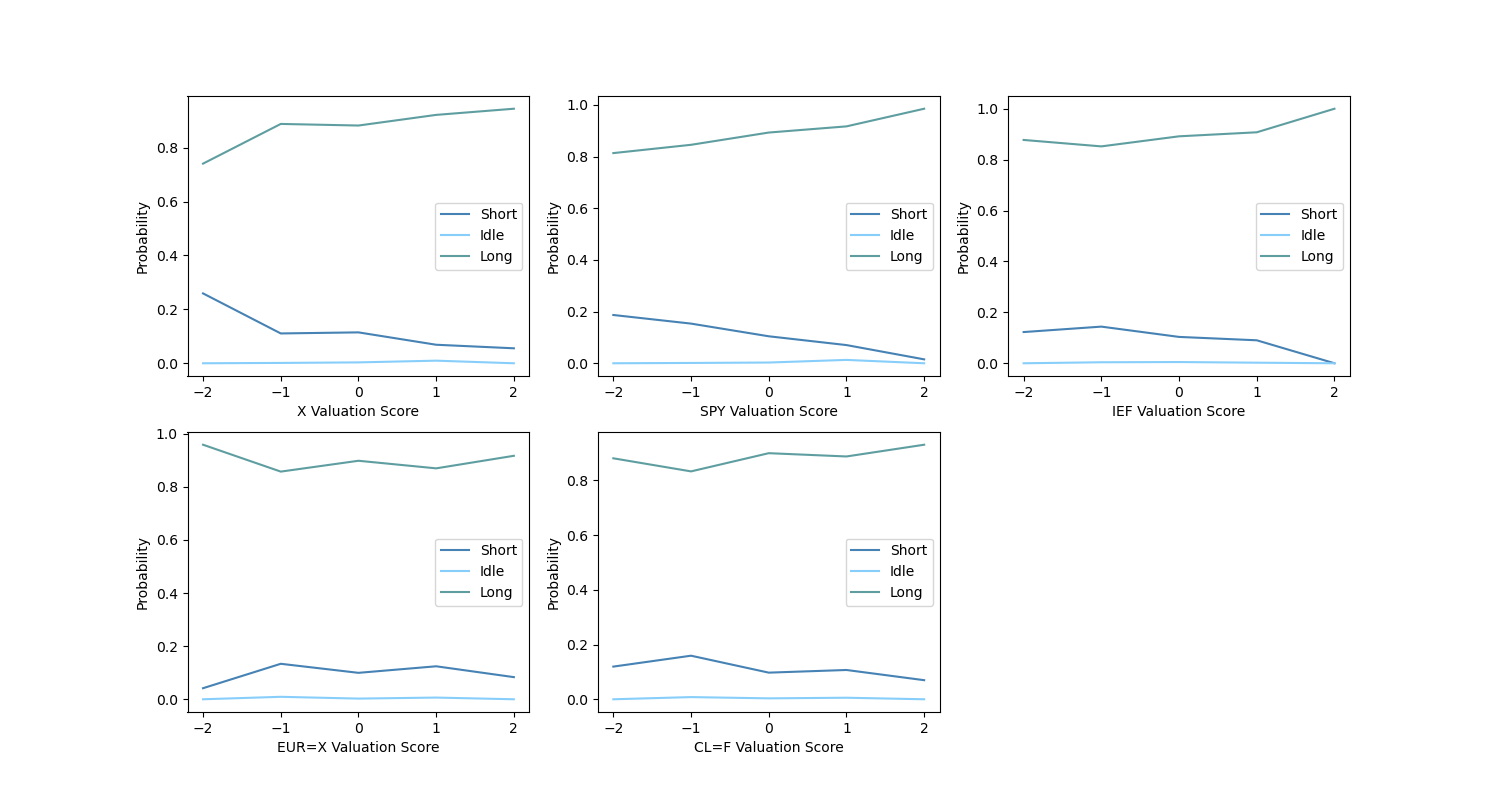 Probability
0.8
0.6
0.4
0.2
0.0
Short
Idle
Long
−2 −1 0 1 2
X Valuation Score
Probability
1.0
0.8
0.6
0.4
0.2
0.0
Short
Idle
Long
−2 −1 0 1 2
SPY Valuation Score
Probability
1.0
0.8
0.6
0.4
0.2
0.0
Short
Idle
Long
−2 −1 0 1 2
IEF Valuation Score
Probability
1.0
0.8
0.6
0.4
0.2
0.0
Short
Idle
Long
−2 −1 0 1 2
EUR=X Valuation Score
Probability
0.8
0.6
0.4
0.2
0.0
Short
Idle
Long
−2 −1 0 1 2
CL=F Valuation Score